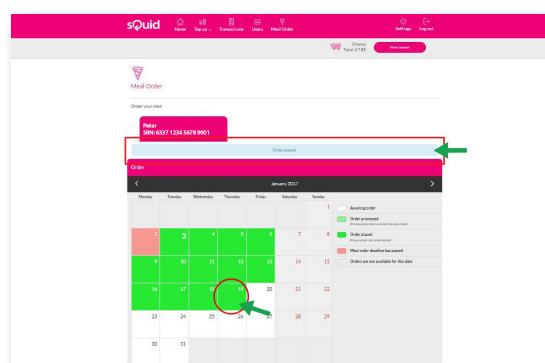 sQuid
Home Top up Transactions Users Meal Order
Settings Log out
0 Items
Total: £7.83
View basket
Meal Order
Order your meal
Peter
SRN: 6337 1234 5678 9001
Order placed
Order
January 2017
Monday Tuesday Wednesday Thursday Friday Saturday Sunday
1
2 3 4 5 6 7 8
9 10 11 12 13 14 15
16 17 18 19 20 21 22
23 24 25 26 27 28 29
30 31
Awaiting order
Order processed
Order placed
Meal order deadline has passed
Orders are not available for this date